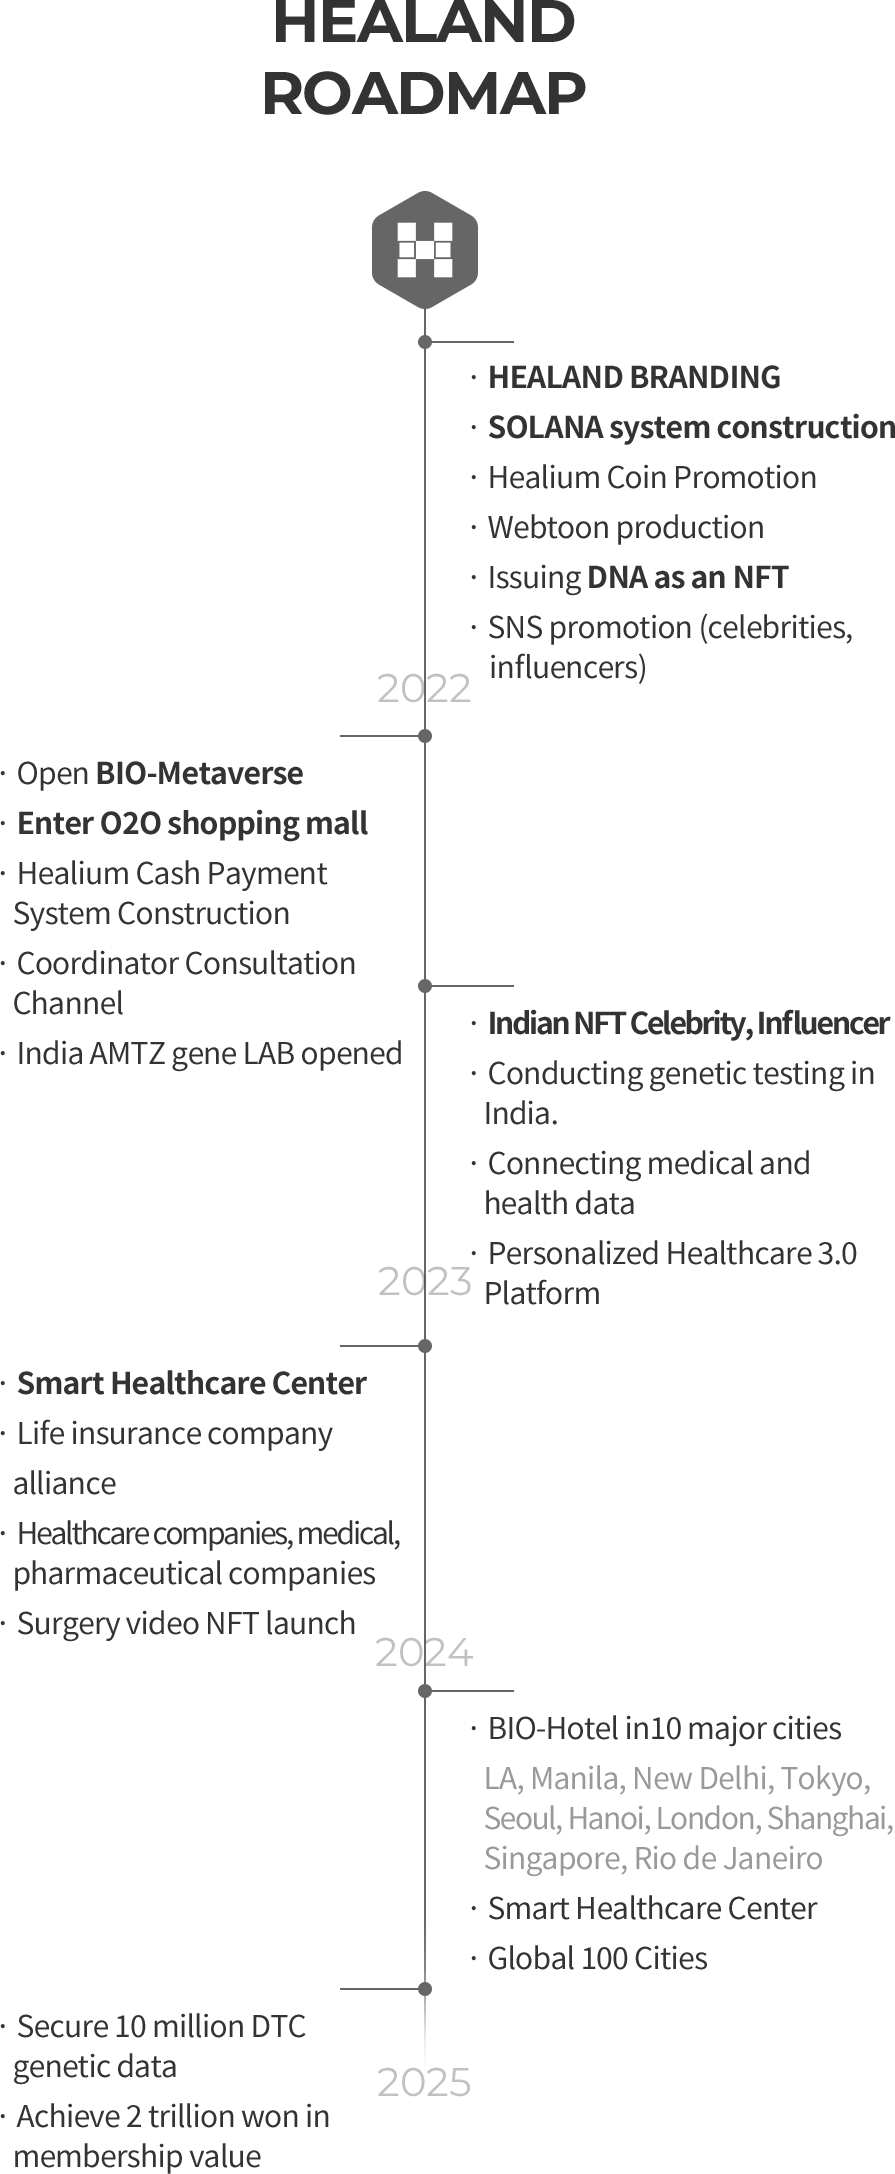 HEALAND
ROADMAP
· HEALAND BRANDING
· SOLANA system construction
· Healium Coin Promotion
· Webtoon production
· Issuing DNA as an NFT
· SNS promotion (celebrities,
influencers)
2022
· Open BIO-Metaverse
· Enter O2O shopping mall
· Healium Cash Payment
System Construction
· Coordinator Consultation
Channel
· India AMTZ gene LAB opened
· Indian NFT Celebrity, Influencer
· Conducting genetic testing in
India.
· Connecting medical and
health data
· Personalized Healthcare 3.0
Platform
2023
· Smart Healthcare Center
· Life insurance company
alliance
· Healthcare companies, medical,
pharmaceutical companies
· Surgery video NFT launch
2024
· BIO-Hotel in10 major cities
LA, Manila, New Delhi, Tokyo,
Seoul, Hanoi, London, Shanghai,
Singapore, Rio de Janeiro
· Smart Healthcare Center
· Global 100 Cities
· Secure 10 million DTC
genetic data
2025
· Achieve 2 trillion won in
membership value